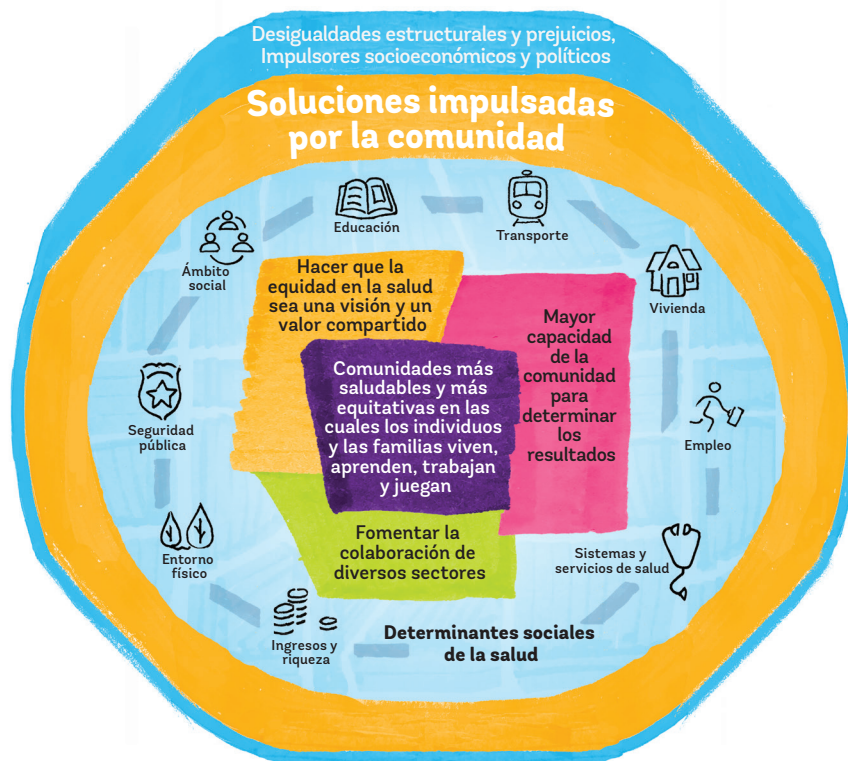 Desigualdades estructurales y prejuicios,
Impulsores socioeconómicos y políticos
Soluciones impulsadas
por la comunidad
Educación
Transporte
Ámbito
social
Vivienda
Hacer que la
equidad en la salud
sea una visión y un
valor compartido
Mayor
capacidad
de la
comunidad
para
determinar
los
resultados
Comunidades más
saludables y más
equitativas en las
cuales los individuos
y las familias viven,
aprenden, trabajan
y juegan
Seguridad
pública
Empleo
Fomentar la
colaboración de
diversos sectores
Entorno
físico
Sistemas y
servicios de salud
Ingresos y
riqueza
Determinantes sociales
de la salud